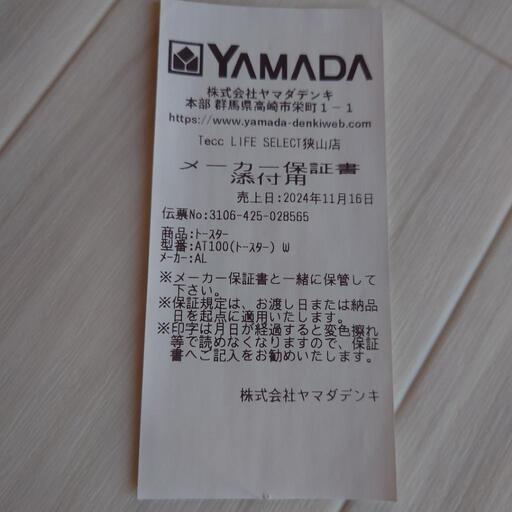 YAMADA
株式会社ヤマダデンキ
本部 群馬県高崎市栄町1-1
https://www.yamada-denkiweb.com
Tecc LIFE SELECT狭山店
メーカー保証書
添付用
売上日:2024年11月16日
伝票No:3106-425-028565
商品:トースター
型番:AT100(トースター) W
メーカー:AL
※メーカー保証書と一緒に保管して
下さい。
※保証規定は、お渡し日または納品
日を起点に適用いたします。
※印字は月日が経過すると変色擦れ
等で読めなくなりますので、保証
書へご記入をお勧めいたします。
株式会社ヤマダデンキ